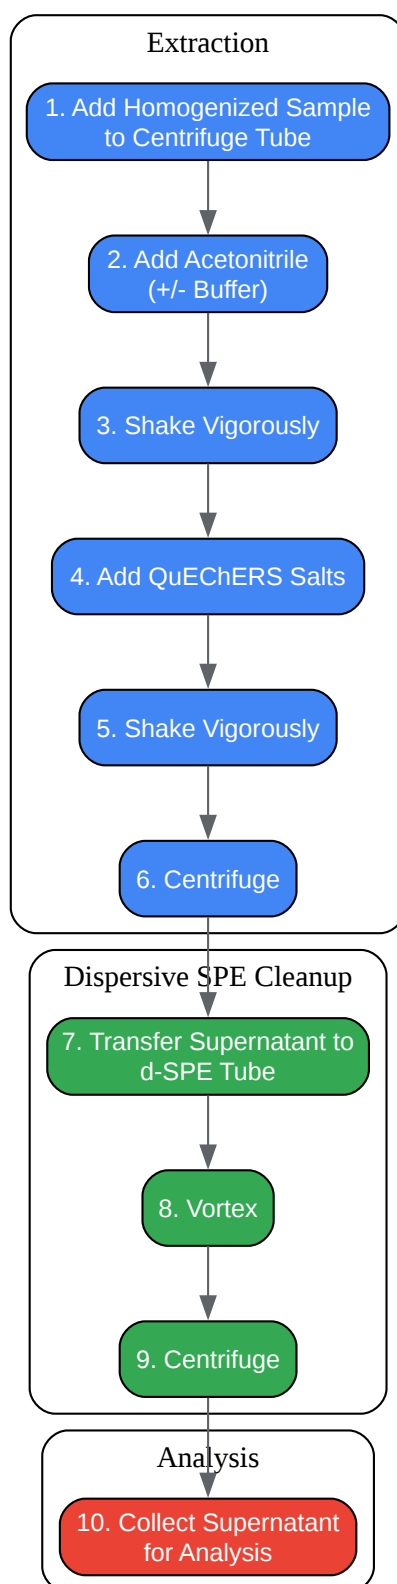 Extraction
1. Add Homogenized Sample
to Centrifuge Tube
2. Add Acetonitrile
(+/- Buffer)
3. Shake Vigorously
4. Add QuEChERS Salts
5. Shake Vigorously
6. Centrifuge
Dispersive SPE Cleanup
7. Transfer Supernatant to
d-SPE Tube
8. Vortex
9. Centrifuge
Analysis
10. Collect Supernatant
for Analysis